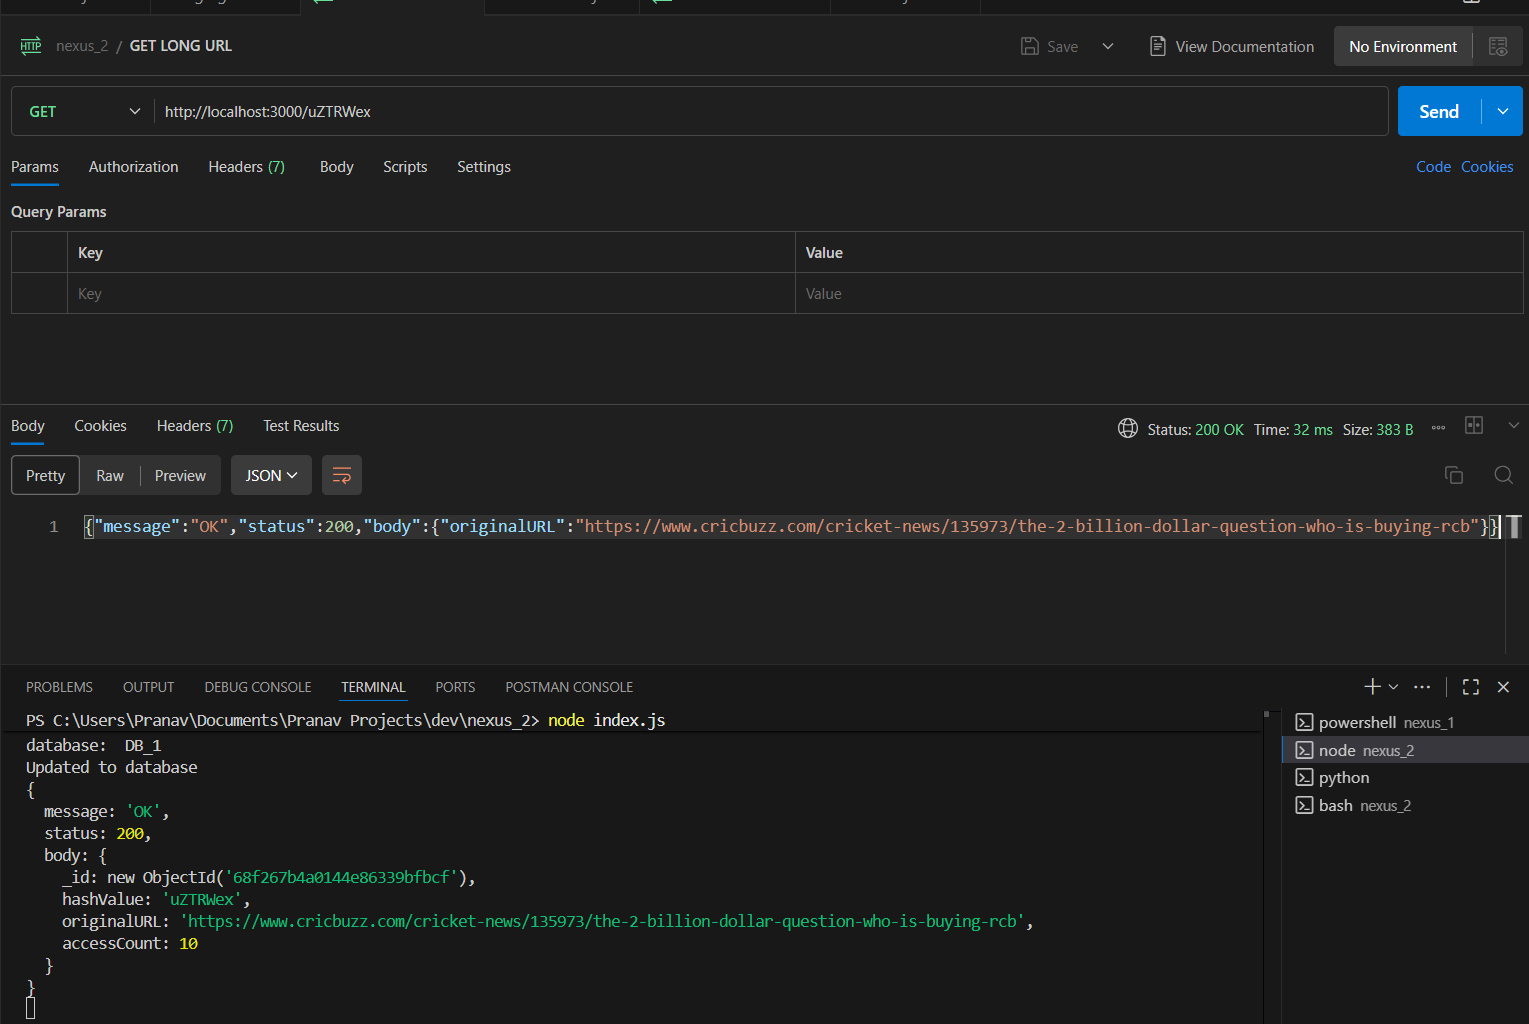 nexus_2 / GET LONG URL
Save
View Documentation
No Environment
GET
http://localhost:3000/uZTRWex
Send
Params Authorization Headers (7) Body Scripts Settings
Code Cookies
Query Params
Key Value
Key Value
Body Cookies Headers (7) Test Results
Status: 200 OK Time: 32 ms Size: 383 B
Pretty Raw Preview JSON
1 {"message":"OK","status":200,"body":{"originalURL":"https://www.cricbuzz.com/cricket-news/135973/the-2-billion-dollar-question-who-is-buying-rcb"}}
PROBLEMS OUTPUT DEBUG CONSOLE TERMINAL PORTS POSTMAN CONSOLE
PS C:\Users\Pranav\Documents\Pranav Projects\dev\nexus_2> node index.js
database:  DB_1
Updated to database
{
  message: 'OK',
  status: 200,
  body: {
    _id: new ObjectId('68f267b4a0144e86339bfbcf'),
    hashValue: 'uZTRWex',
    originalURL: 'https://www.cricbuzz.com/cricket-news/135973/the-2-billion-dollar-question-who-is-buying-rcb',
    accessCount: 10
  }
}
powershell nexus_1
node nexus_2
python
bash nexus_2